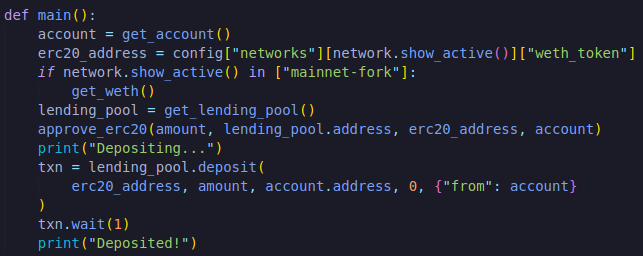 def main():
    account = get_account()
    erc20_address = config["networks"][network.show_active()]["weth_token"]
    if network.show_active() in ["mainnet-fork"]:
        get_weth()
    lending_pool = get_lending_pool()
    approve_erc20(amount, lending_pool.address, erc20_address, account)
    print("Depositing...")
    txn = lending_pool.deposit(
        erc20_address, amount, account.address, 0, {"from": account}
    )
    txn.wait(1)
    print("Deposited!")